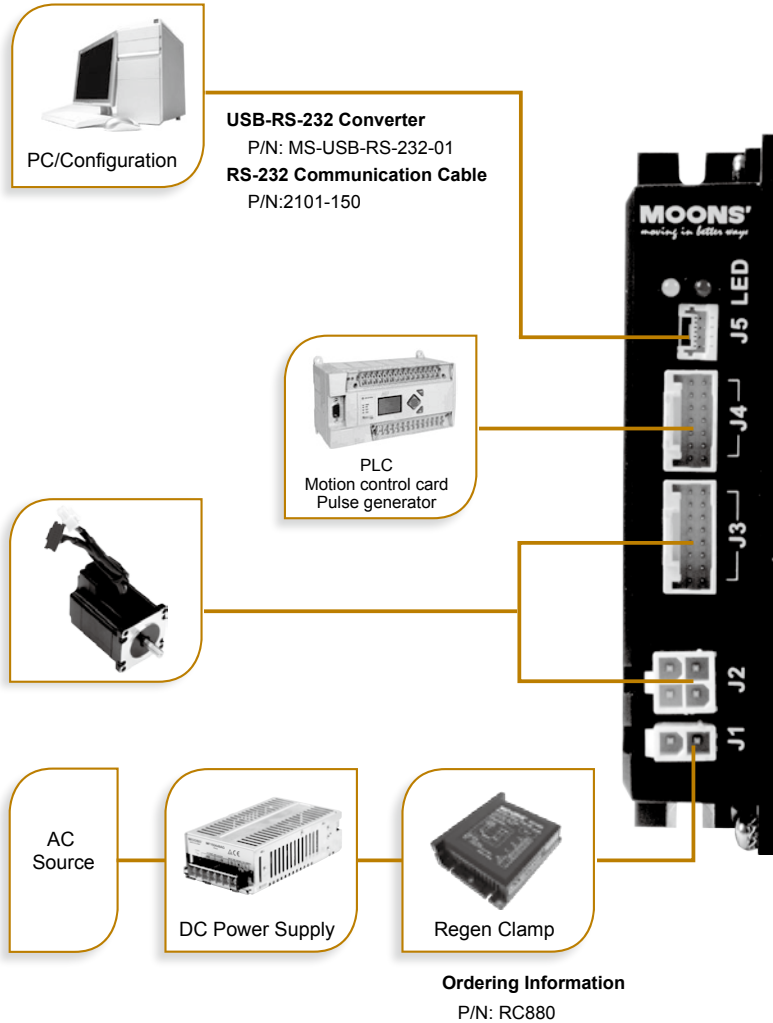 PC/Configuration
USB-RS-232 Converter
P/N: MS-USB-RS-232-01
RS-232 Communication Cable
P/N:2101-150
MOONS'
moving in better ways
LED
J5
J4
PLC
Motion control card
Pulse generator
J3
J2
J1
AC
Source
DC Power Supply
Regen Clamp
Ordering Information
P/N: RC880